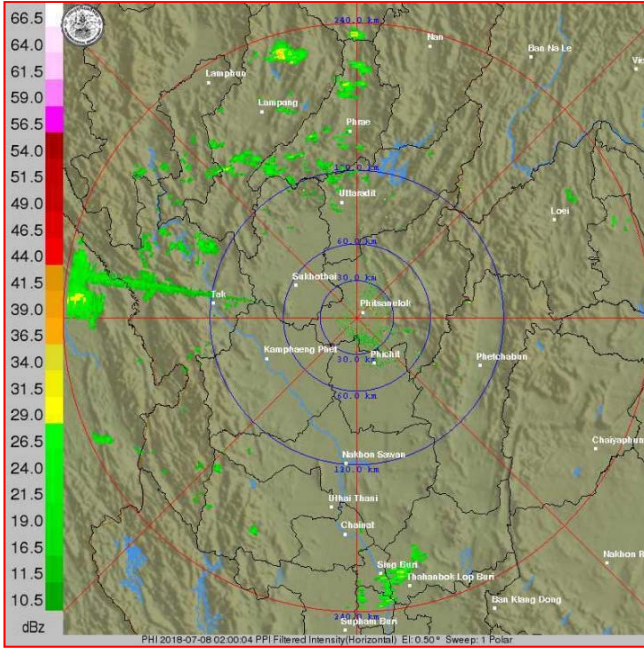 66.5
64.0
61.5
59.0
56.5
54.0
51.5
49.0
46.5
44.0
41.5
39.0
36.5
34.0
31.5
29.0
26.5
24.0
21.5
19.0
16.5
11.5
10.5
dBz
240.0 km
Nan
Ban Na Le
Lamphun
Lampang
Phrae
Uttaradit
Loei
60.0 km
30.0 km
Sukhothai
Tak
Phitsanulok
Kamphaeng Phet
30.0 km
Phichit
Phetchabun
60.0 km
Chaiyaphum
Nakhon Sawan
120.0 km
Uthai Thani
Chainat
Sing Buri
Thahanbok Lop Buri
Nakhon R
Ban Klang Dong
240.0 km
Suphan Buri
PHI 2018-07-08 02:00:04 PPI Filtered Intensity(Horizontal) El: 0.50° Sweep: 1 Polar